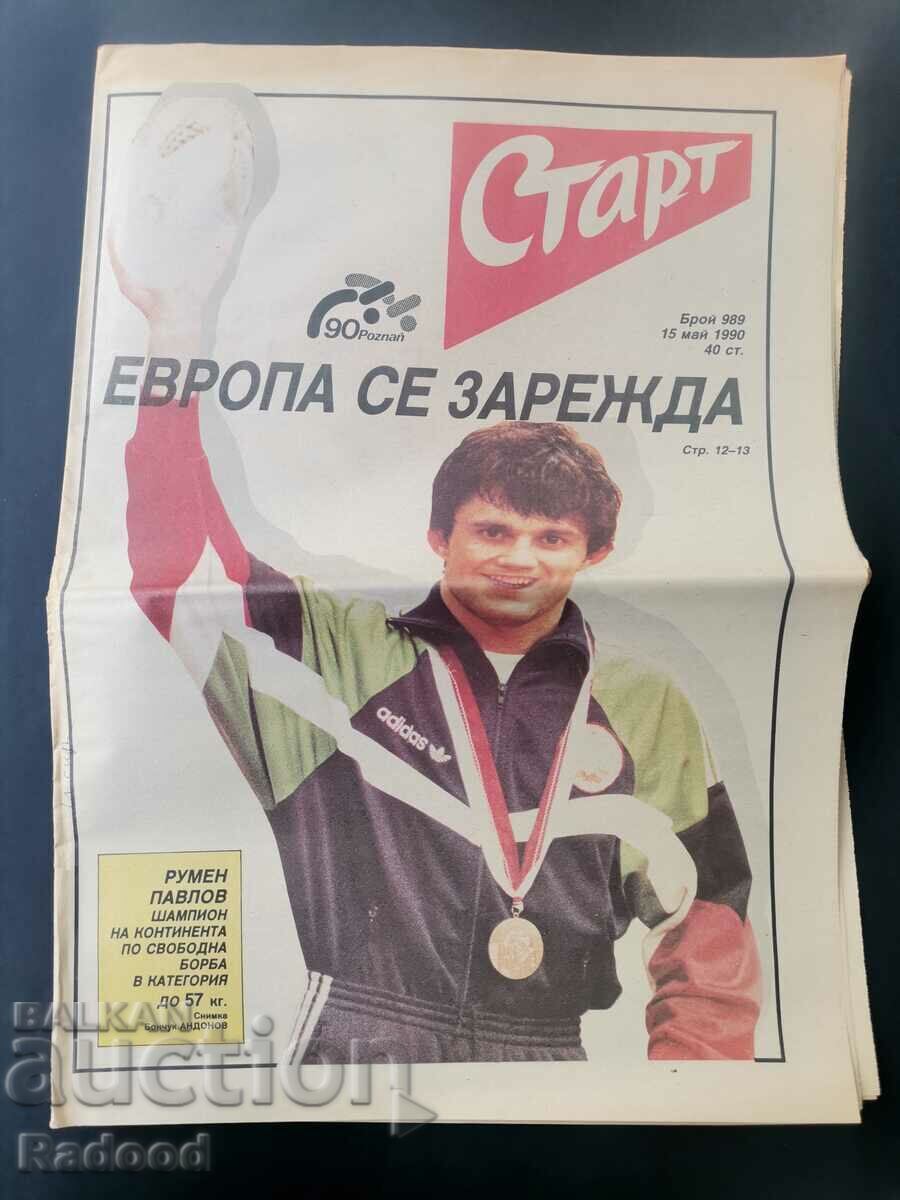 Старт
90 Poznań
Брой 989
15 май 1990
40 ст.
ЕВРОПА СЕ ЗАРЕЖДА
Стр. 12–13
adidas
РУМЕН
ПАВЛОВ
ШАМПИОН
НА КОНТИНЕНТА
ПО СВОБОДНА
БОРБА
В КАТЕГОРИЯ
ДО 57 кг.
Снимка
Бончук АНДОНОВ
BALKAN
auction
Radoood